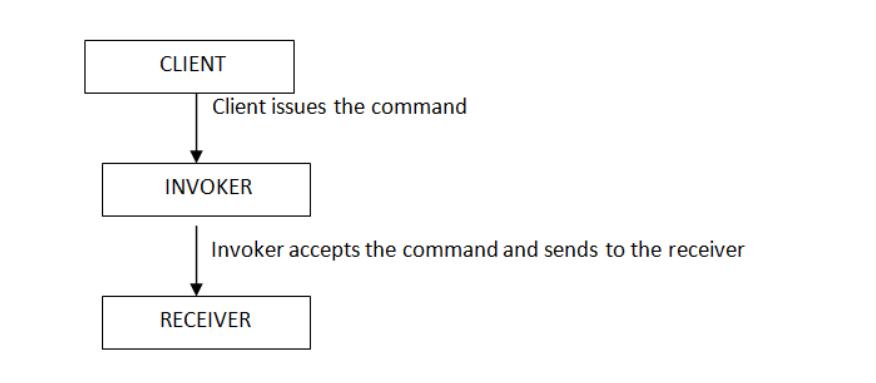 CLIENT
Client issues the command
INVOKER
Invoker accepts the command and sends to the receiver
RECEIVER